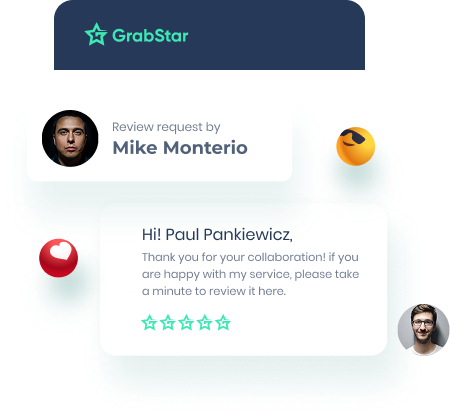 GrabStar
Review request by
Mike Monterio
Hi! Paul Pankiewicz,
Thank you for your collaboration! if you
are happy with my service, please take
a minute to review it here.